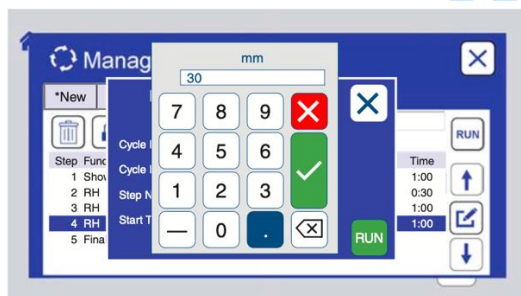 Manag
mm
30
*New
7 8 9
RUN
Cycle
4 5 6
Step Func Time
Cycle
1 Shov 1:00
2 RH 0:30
Step N 1 2 3
3 RH 1:00
4 RH 1:00
Start T
— 0 .
5 Fina
RUN